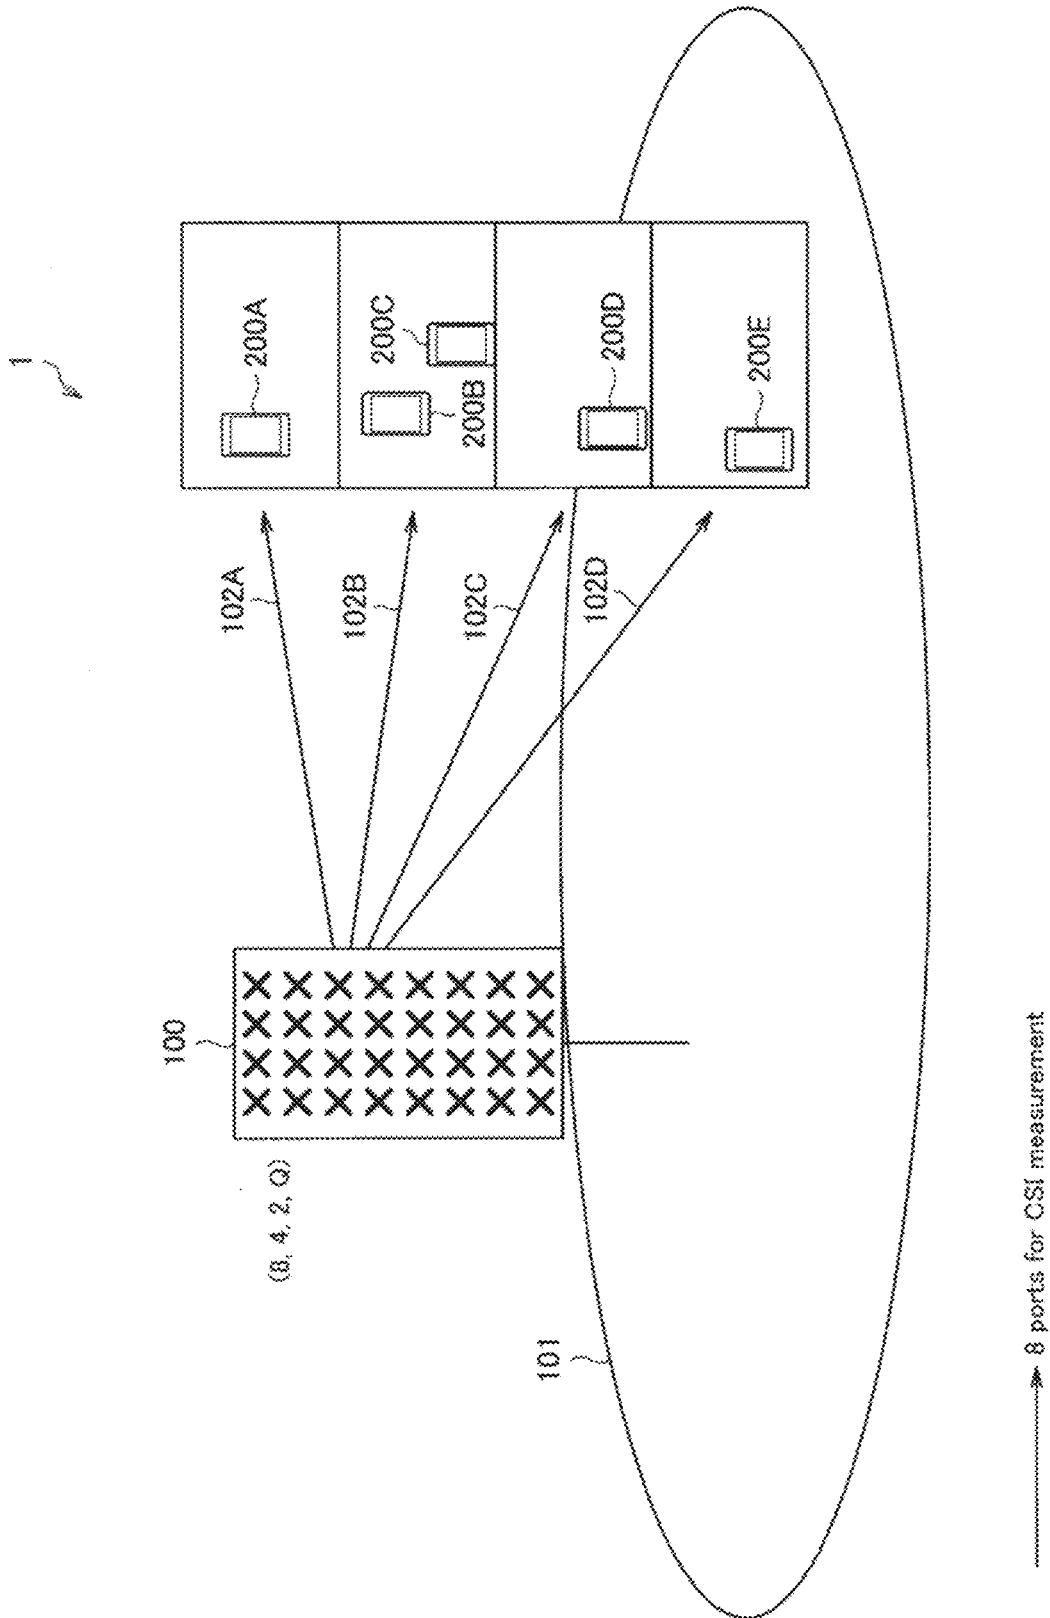 1
100
(8, 4, 2, Q)
102A
102B
102C
102D
200A
200C
200B
200D
200E
101
8 ports for CSI measurement